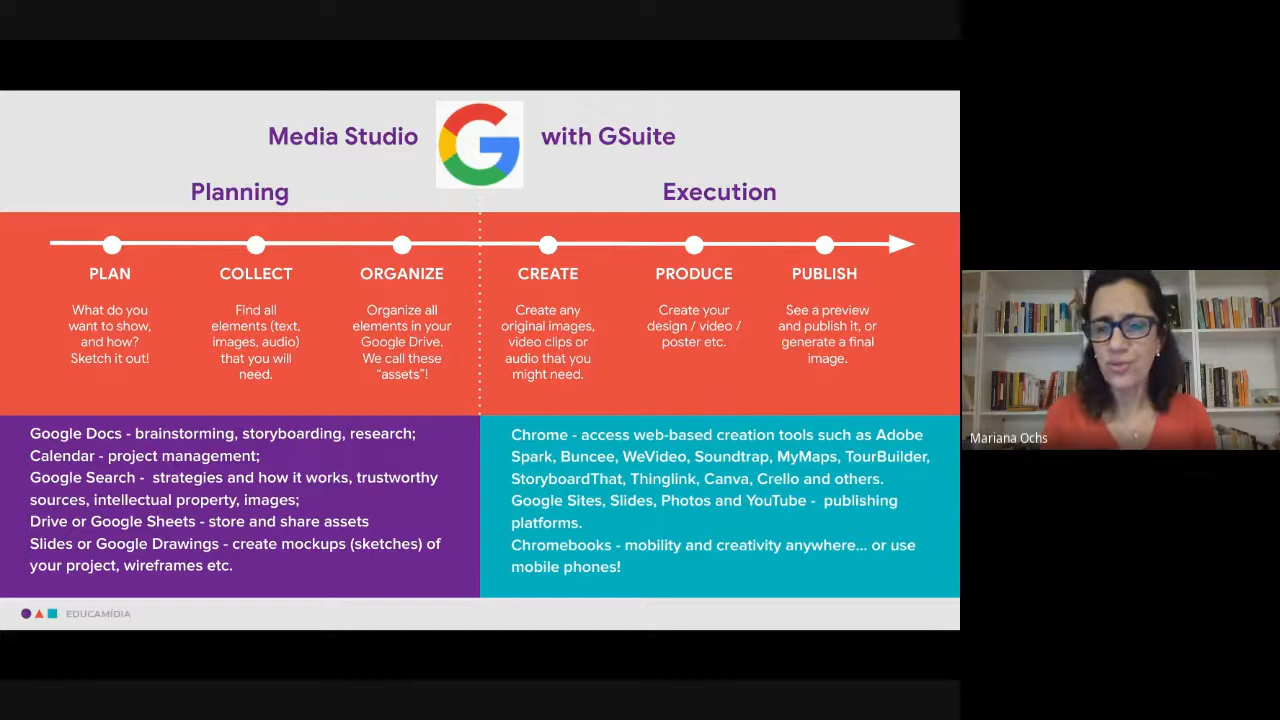 Media Studio with GSuite
Planning
Execution
PLAN
What do you
want to show,
and how?
Sketch it out!
COLLECT
Find all
elements (text,
images, audio)
that you will
need.
ORGANIZE
Organize all
elements in your
Google Drive.
We call these
“assets”!
CREATE
Create any
original images,
video clips or
audio that you
might need.
PRODUCE
Create your
design / video /
poster etc.
PUBLISH
See a preview
and publish it, or
generate a final
image.
Google Docs - brainstorming, storyboarding, research;
Calendar - project management;
Google Search - strategies and how it works, trustworthy
sources, intellectual property, images;
Drive or Google Sheets - store and share assets
Slides or Google Drawings - create mockups (sketches) of
your project, wireframes etc.
Chrome - access web-based creation tools such as Adobe
Spark, Buncee, WeVideo, Soundtrap, MyMaps, TourBuilder,
StoryboardThat, Thinglink, Canva, Crello and others.
Google Sites, Slides, Photos and YouTube - publishing
platforms.
Chromebooks - mobility and creativity anywhere... or use
mobile phones!
EDUCAMÍDIA
Mariana Ochs